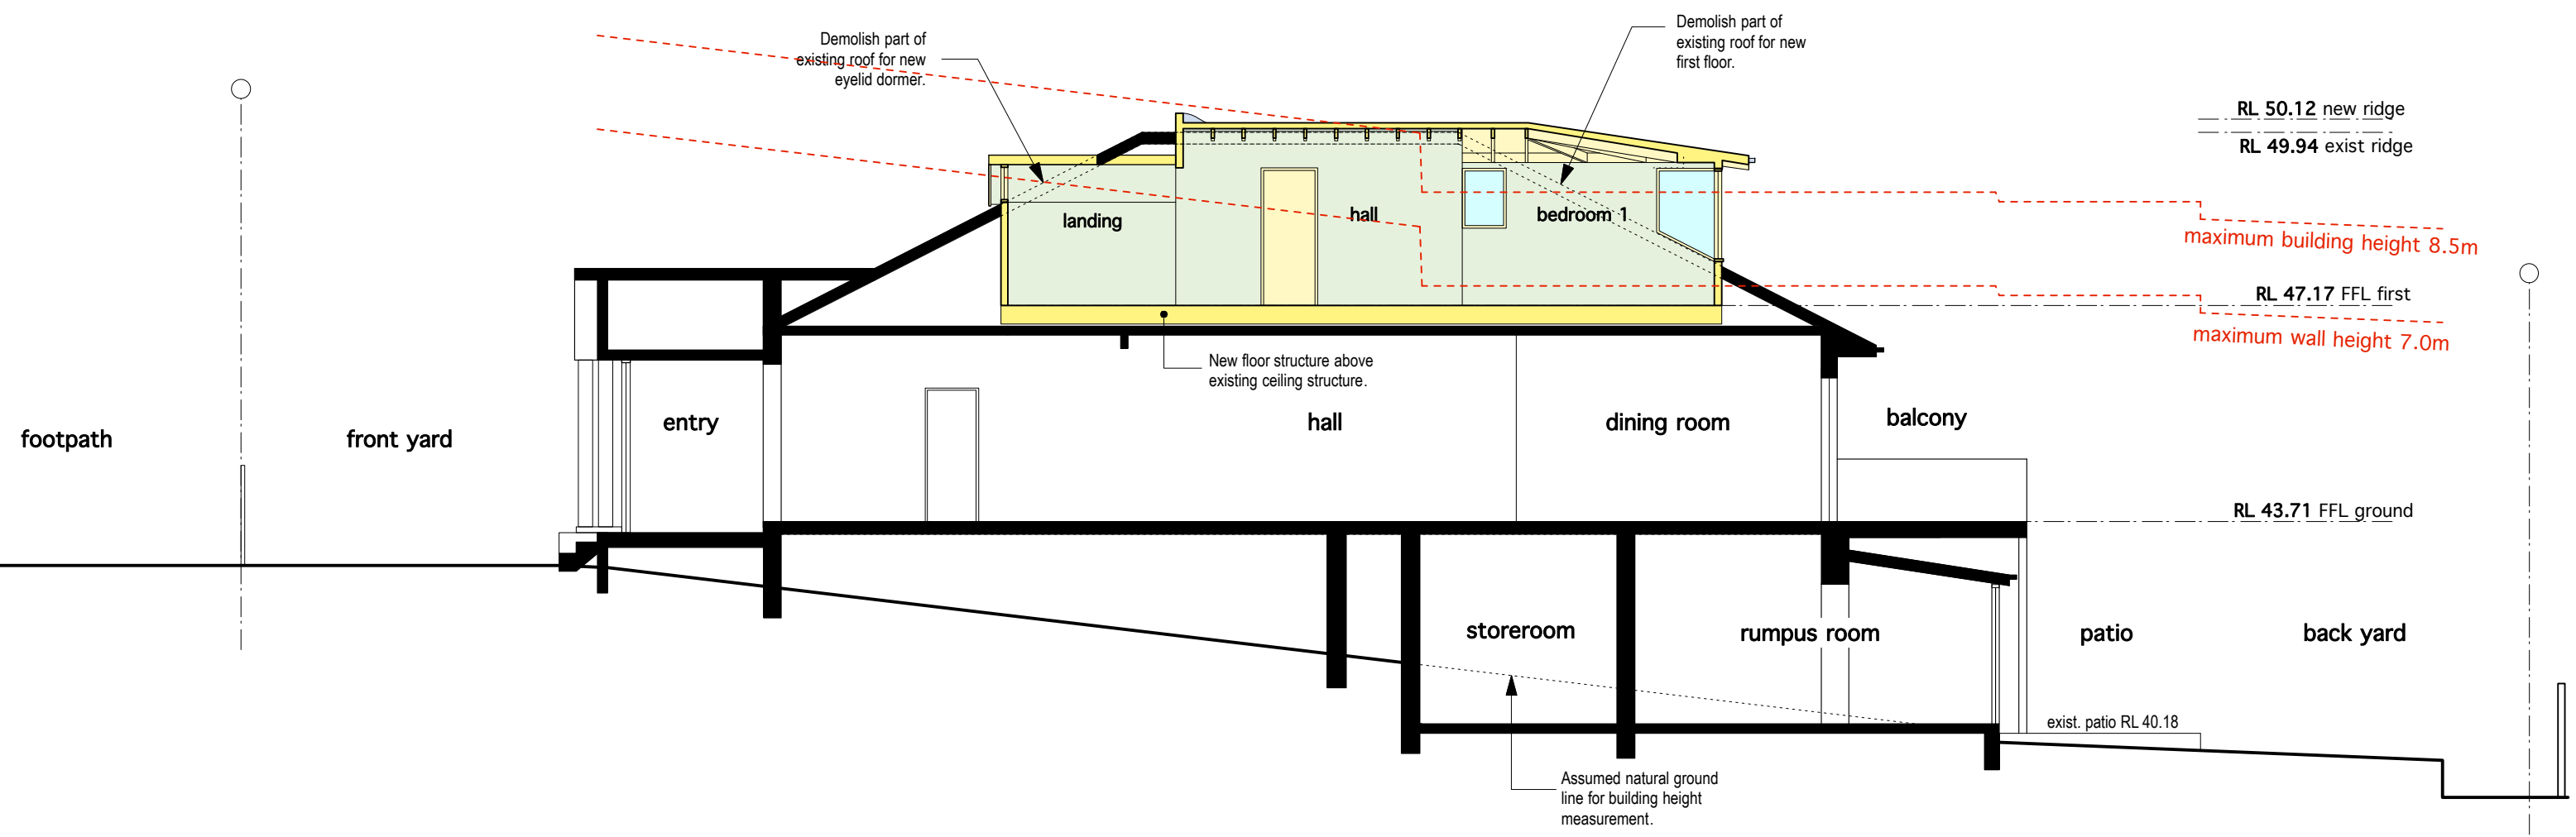 Demolish part of
existing roof for new
eyelid dormer.
Demolish part of
existing roof for new
first floor.
RL 50.12 new ridge
RL 49.94 exist ridge
landing
hall
bedroom 1
maximum building height 8.5m
RL 47.17 FFL first
maximum wall height 7.0m
New floor structure above
existing ceiling structure.
footpath
front yard
entry
hall
dining room
balcony
RL 43.71 FFL ground
storeroom
rumpus room
patio
back yard
exist. patio RL 40.18
Assumed natural ground
line for building height
measurement.